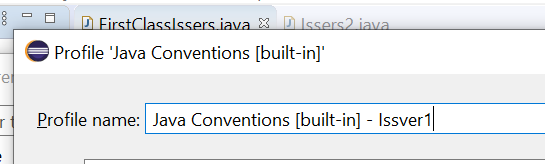 FirstClassIssers.java Issers2.java
Profile 'Java Conventions [built-in]'
Profile name: Java Conventions [built-in] - Issver1